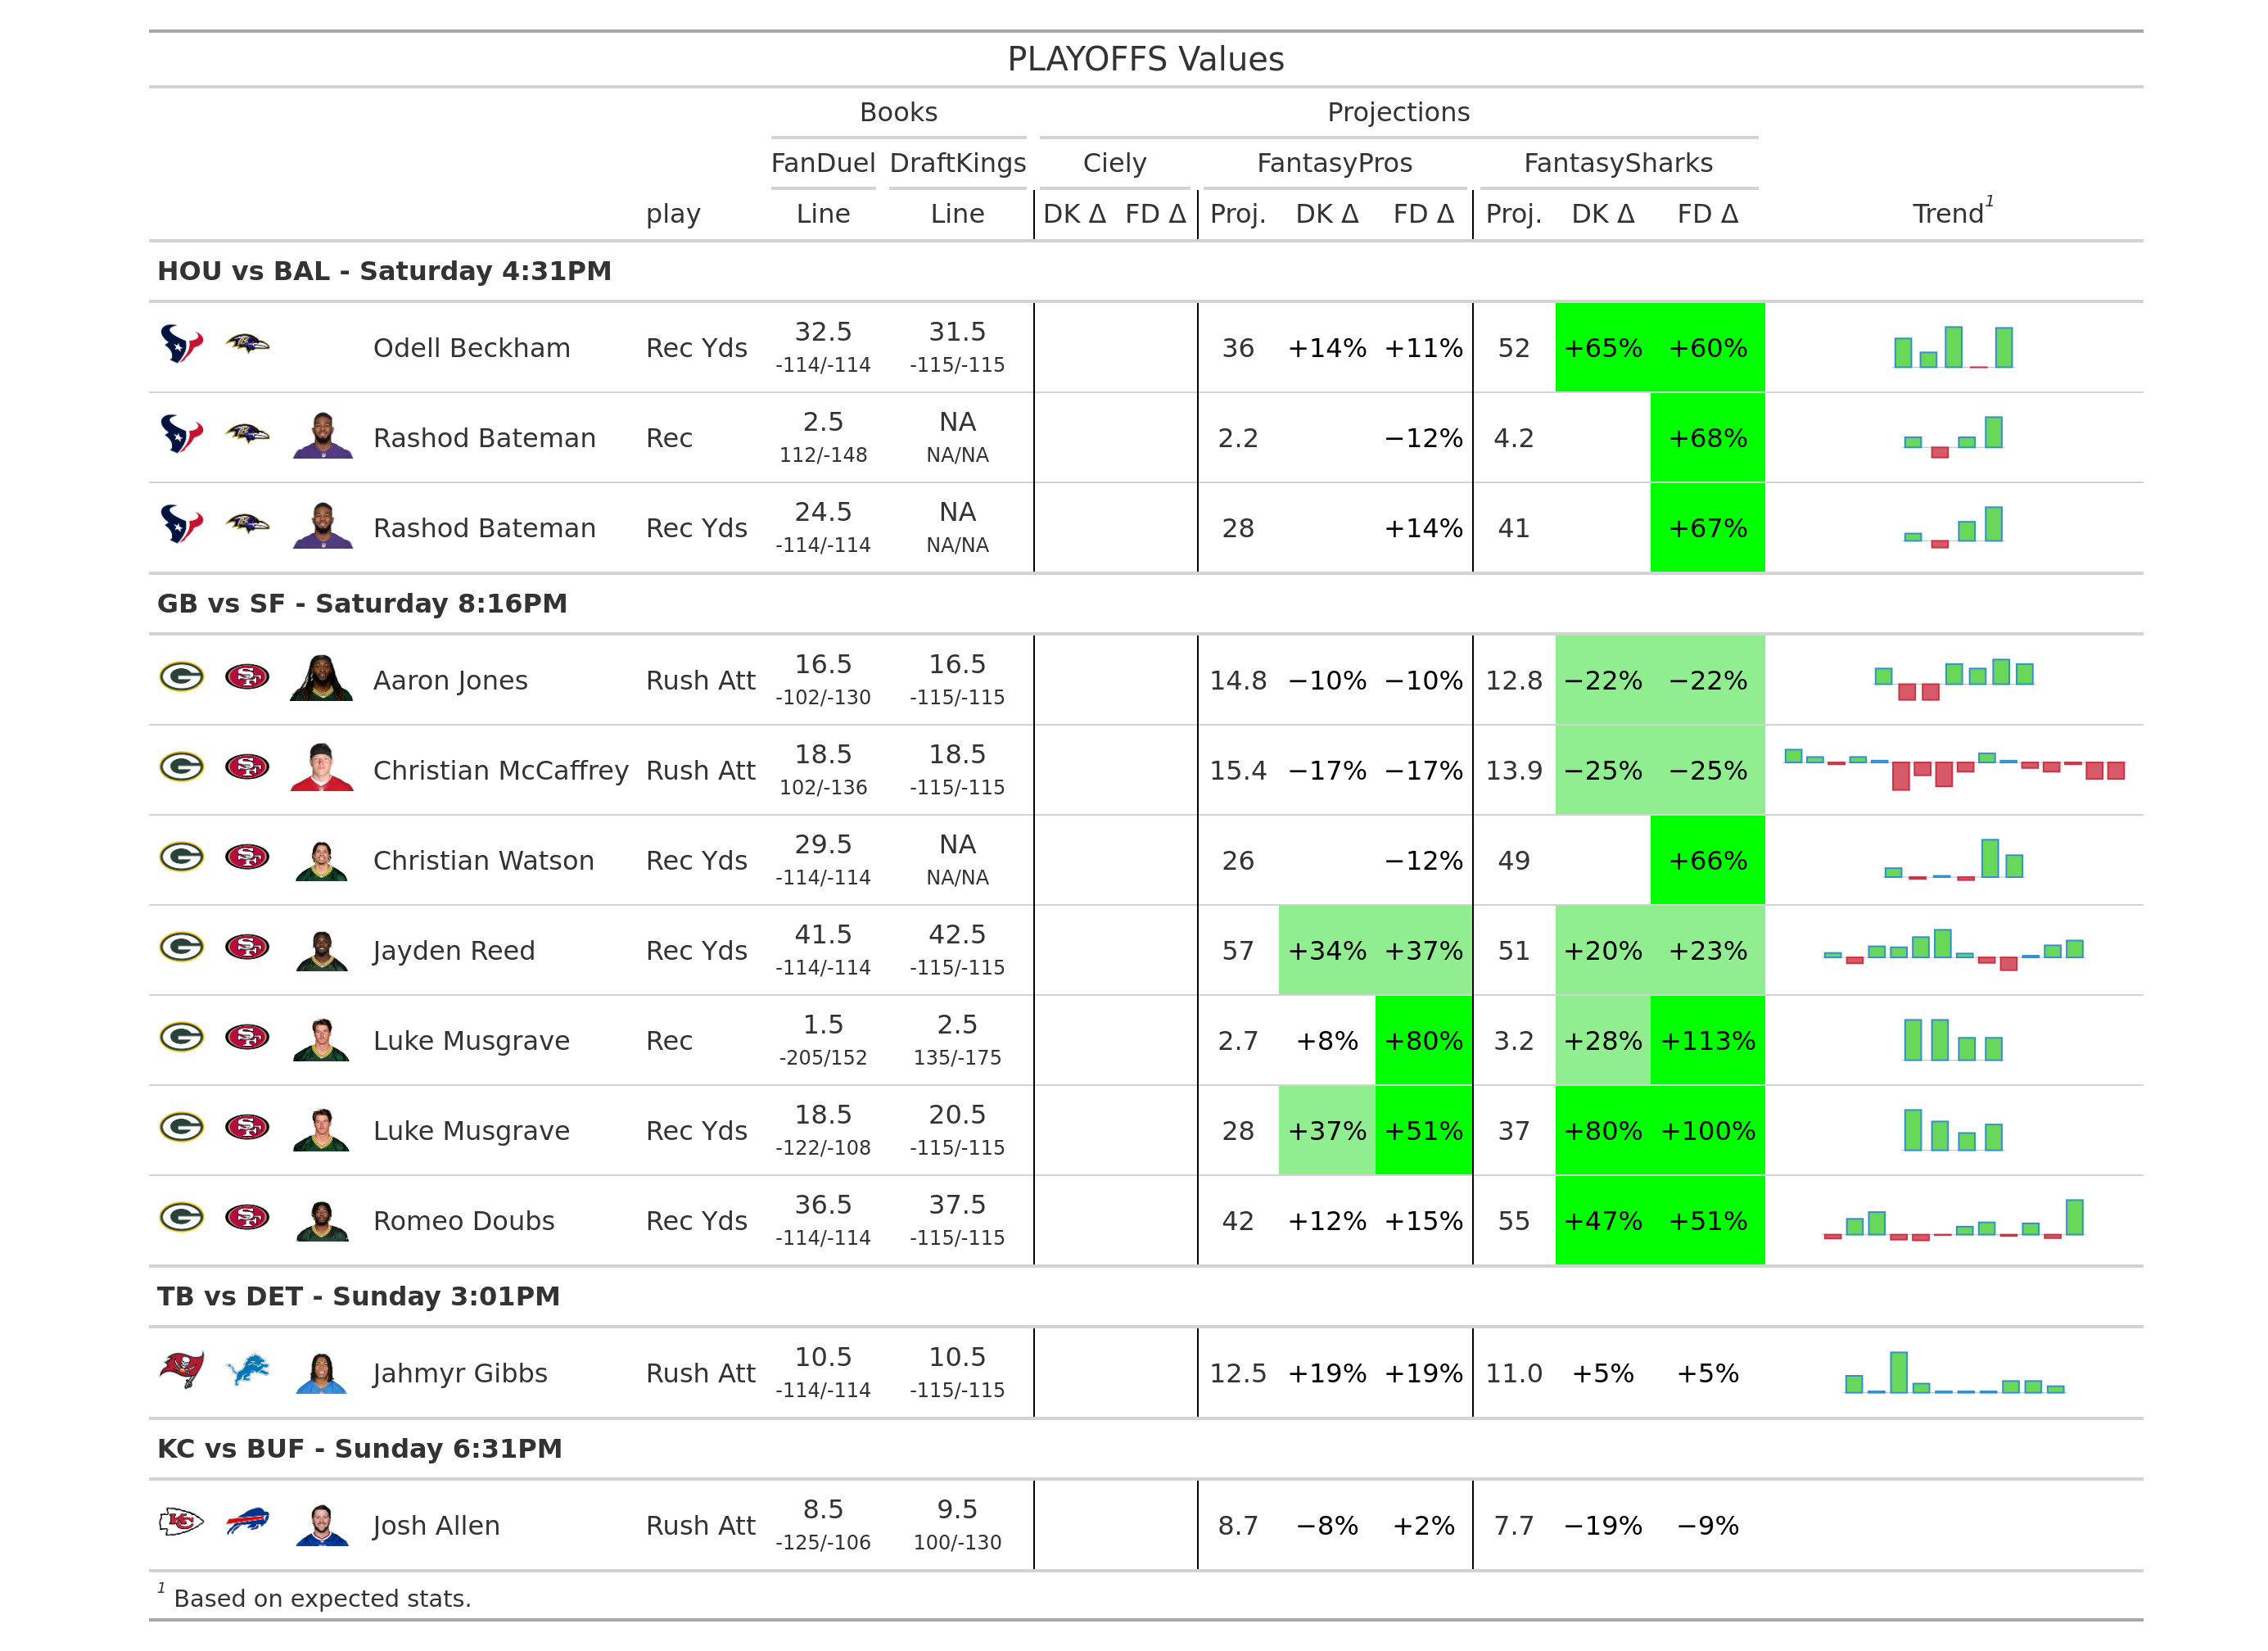 PLAYOFFS Values
Books Projections
FanDuel DraftKings Ciely FantasyPros FantasySharks
play Line Line DK Δ FD Δ Proj. DK Δ FD Δ Proj. DK Δ FD Δ Trend1
HOU vs BAL - Saturday 4:31PM
Odell Beckham Rec Yds 32.5 31.5 36 +14% +11% 52 +65% +60%
-114/-114 -115/-115
Rashod Bateman Rec 2.5 NA 2.2 −12% 4.2 +68%
112/-148 NA/NA
Rashod Bateman Rec Yds 24.5 NA 28 +14% 41 +67%
-114/-114 NA/NA
GB vs SF - Saturday 8:16PM
Aaron Jones Rush Att 16.5 16.5 14.8 −10% −10% 12.8 −22% −22%
-102/-130 -115/-115
Christian McCaffrey Rush Att 18.5 18.5 15.4 −17% −17% 13.9 −25% −25%
102/-136 -115/-115
Christian Watson Rec Yds 29.5 NA 26 −12% 49 +66%
-114/-114 NA/NA
Jayden Reed Rec Yds 41.5 42.5 57 +34% +37% 51 +20% +23%
-114/-114 -115/-115
Luke Musgrave Rec 1.5 2.5 2.7 +8% +80% 3.2 +28% +113%
-205/152 135/-175
Luke Musgrave Rec Yds 18.5 20.5 28 +37% +51% 37 +80% +100%
-122/-108 -115/-115
Romeo Doubs Rec Yds 36.5 37.5 42 +12% +15% 55 +47% +51%
-114/-114 -115/-115
TB vs DET - Sunday 3:01PM
Jahmyr Gibbs Rush Att 10.5 10.5 12.5 +19% +19% 11.0 +5% +5%
-114/-114 -115/-115
KC vs BUF - Sunday 6:31PM
Josh Allen Rush Att 8.5 9.5 8.7 −8% +2% 7.7 −19% −9%
-125/-106 100/-130
1 Based on expected stats.